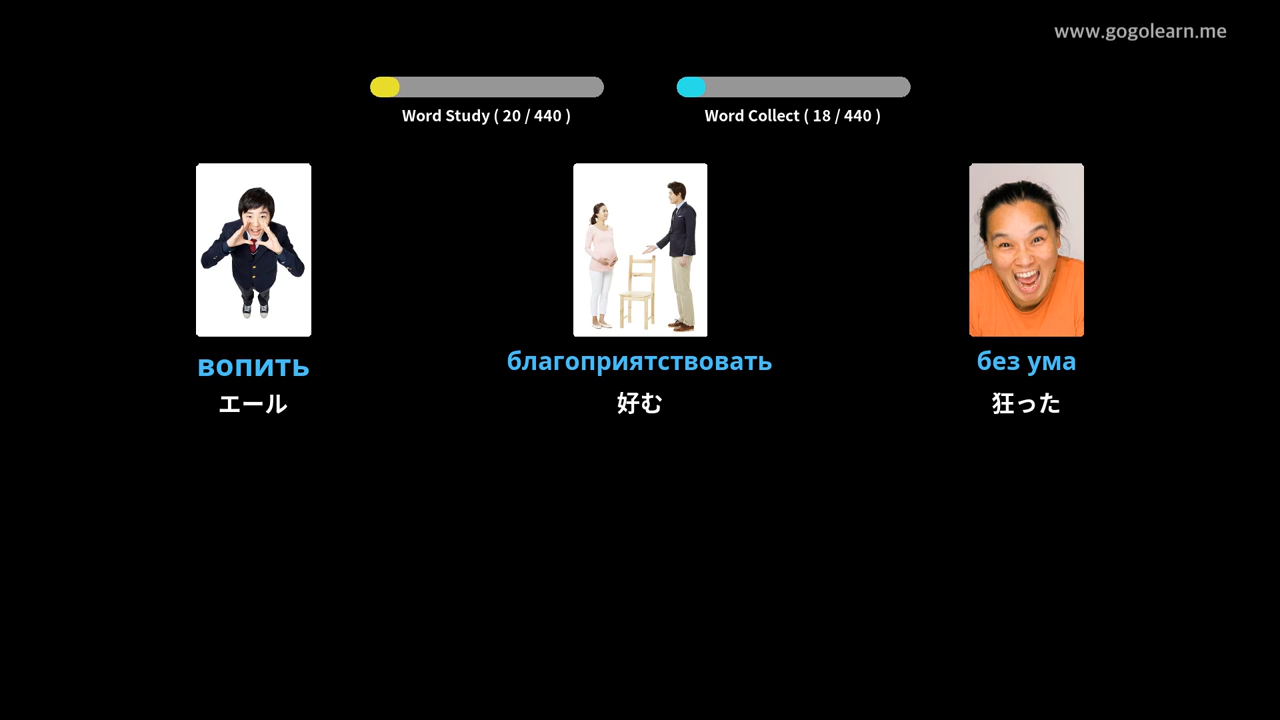 www.gogolearn.me
Word Study ( 20 / 440 )
Word Collect ( 18 / 440 )
вопить
благоприятствовать
без ума
エール
好む
狂った